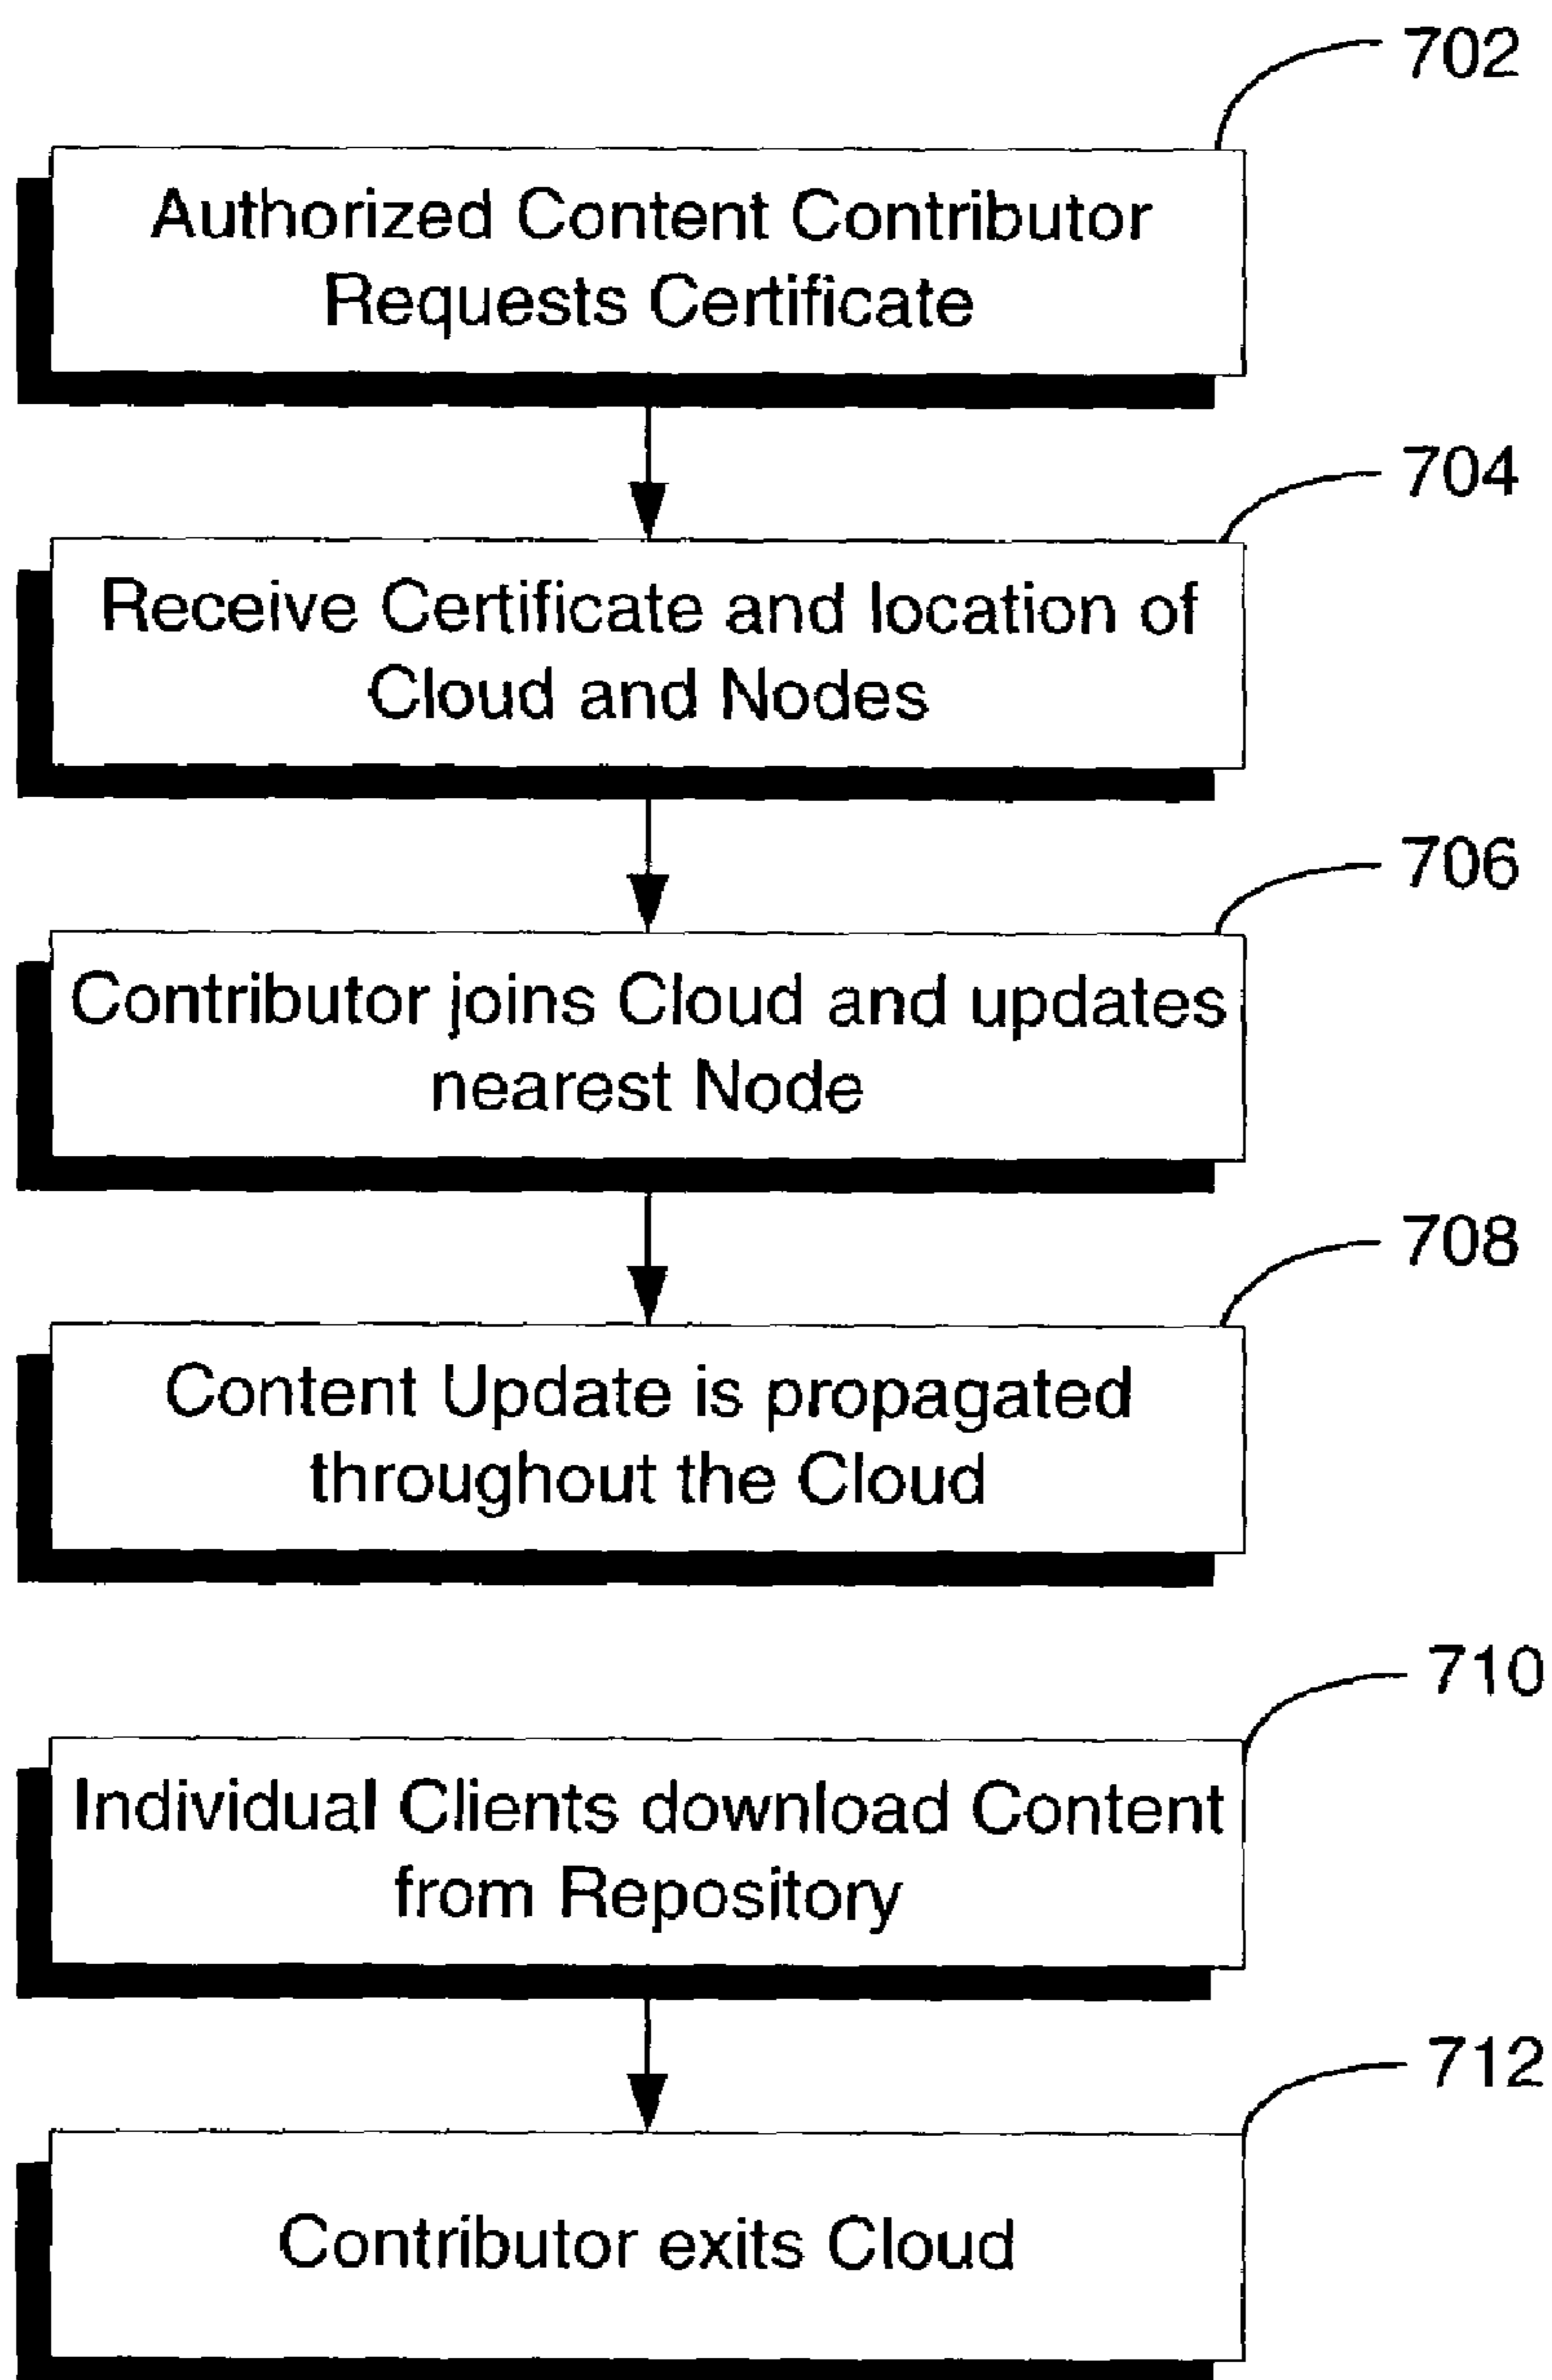 702
Authorized Content Contributor
Requests Certificate
704
Receive Certificate and location of
Cloud and Nodes
706
Contributor joins Cloud and updates
nearest Node
708
Content Update is propagated
throughout the Cloud
710
Individual Clients download Content
from Repository
712
Contributor exits Cloud